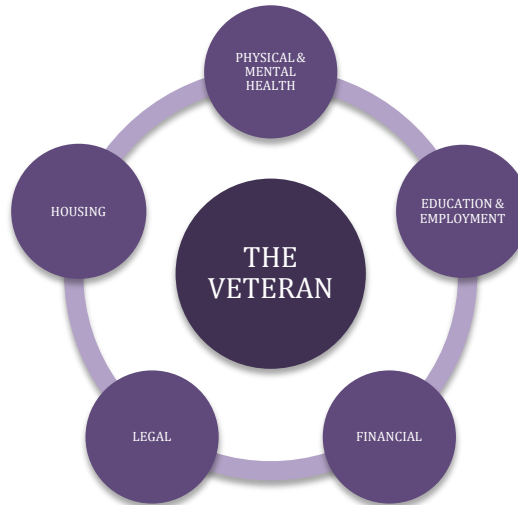 PHYSICAL &
MENTAL
HEALTH
EDUCATION &
EMPLOYMENT
HOUSING
THE
VETERAN
LEGAL
FINANCIAL